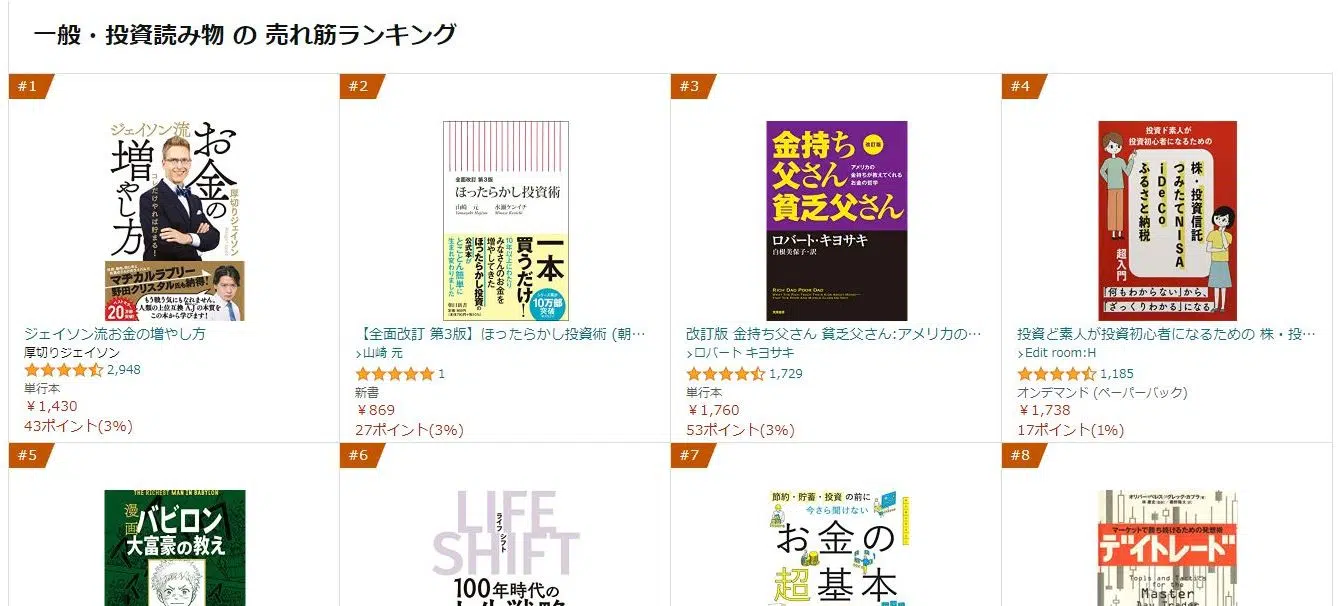 一般・投資読み物 の 売れ筋ランキング
#1
ジェイソン流
お金の
増やし方
厚切りジェイソン
マヂカルラブリー
野田クリスタル氏も納得!
20
もう戦う気にもなれません。
人類の上位互換 AJ の本質を
この本から学びます!
ジェイソン流お金の増やし方
厚切りジェイソン
2,948
単行本
￥1,430
43ポイント(3%)
#2
全面改訂 第3版
ほったらかし投資術
山崎 元
水瀬ケンイチ
一本
買うだけ!
10年以上にわたり
みなさんのお金を
増やしてきた
ほったらかし投資の
公式本が
とことん簡単に
生まれ変わりました
10万部
突破
朝日新書
【全面改訂 第3版】ほったらかし投資術 (朝…
›山崎 元
1
新書
￥869
27ポイント(3%)
#3
改訂版
金持ち
父さん
アメリカの
金持ちが教えてくれる
お金の哲学
貧乏父さん
ロバート・キヨサキ
白根美保子・訳
RICH DAD POOR DAD
筑摩書房
改訂版 金持ち父さん 貧乏父さん:アメリカの…
›ロバート キヨサキ
1,729
単行本
￥1,760
53ポイント(3%)
#4
投資ド素人が
投資初心者になるための
株・投資信託
つみたてNISA
iDeCo
ふるさと納税
超入門
「何もわからない」から、
「ざっくりわかる」になる
投資ど素人が投資初心者になるための 株・投…
›Edit room:H
1,185
オンデマンド (ペーパーバック)
￥1,738
17ポイント(1%)
#5
THE RICHEST MAN IN BABYLON
漫画
バビロン
大富豪の教え
#6
LIFE
SHIFT
ライフ シフト
100年時代の
人生戦略
#7
節約・貯蓄・投資 の前に
今さら聞けない
お金の
超基本
#8
オリバー・ベレス&グレッグ・カプラ/著
マーケットで勝ち続けるための発想術
デイトレード
Tools and Tactics
for the
Master
Day Trader